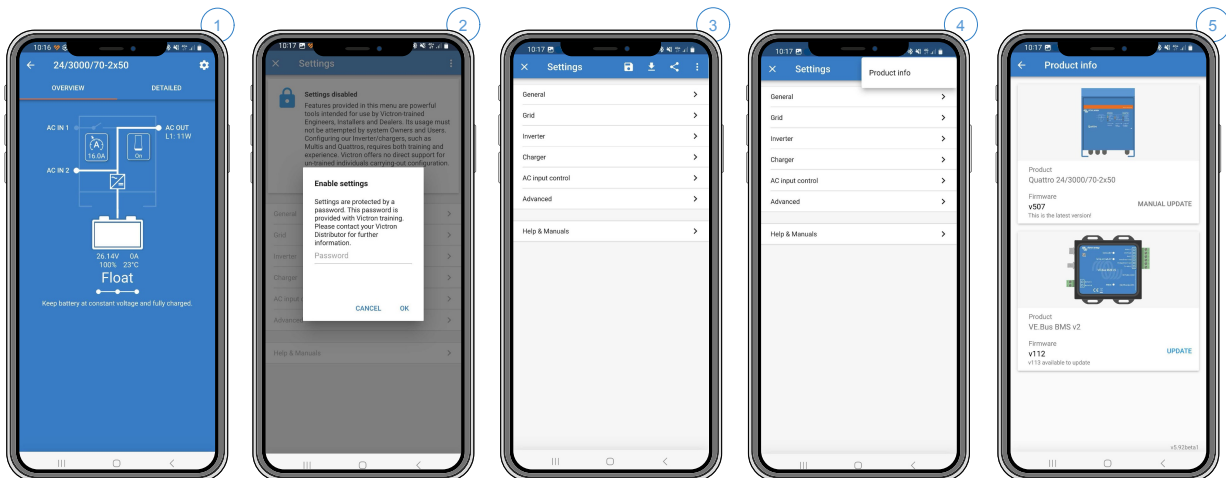 1
10:16
24/3000/70-2x50
OVERVIEW
DETAILED
AC IN 1
AC OUT
L1: 11W
16.0A
On
AC IN 2
26.14V 0A
100% 23°C
Float
Keep battery at constant voltage and fully charged.
2
10:17
Settings
Settings disabled
Features provided in this menu are powerful
tools intended for use by Victron-trained
Engineers, Installers and Dealers. Its usage must
not be attempted by system Owners and Users.
Configuring our Inverter/chargers, such as
Multis and Quattros, requires both training and
experience. Victron offers no direct support for
un-trained individuals carrying out configuration.
Enable settings
Settings are protected by a
password. This password is
provided with Victron training.
Please contact your Victron
Distributor for further
information.
Password
CANCEL OK
General
Grid
Inverter
Charger
AC input
Advanced
Help & Manuals
3
10:17
Settings
General
Grid
Inverter
Charger
AC input control
Advanced
Help & Manuals
4
10:17
Settings
Product info
General
Grid
Inverter
Charger
AC input control
Advanced
Help & Manuals
5
10:17
Product info
Product
Quattro 24/3000/70-2x50
Firmware
v507
This is the latest version!
MANUAL UPDATE
Product
VE.Bus BMS v2
Firmware
v112
v113 available to update
UPDATE
v5.92beta1